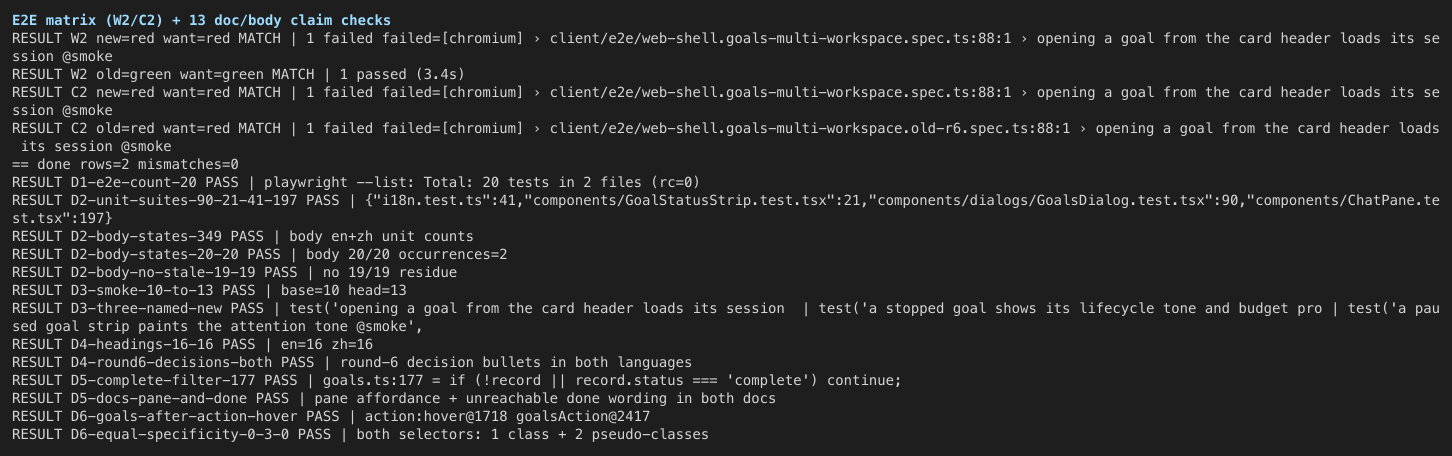 E2E matrix (W2/C2) + 13 doc/body claim checks
RESULT W2 new=red want=red MATCH | 1 failed failed=[chromium] › client/e2e/web-shell.goals-multi-workspace.spec.ts:88:1 › opening a goal from the card header loads its se
ssion @smoke
RESULT W2 old=green want=green MATCH | 1 passed (3.4s)
RESULT C2 new=red want=red MATCH | 1 failed failed=[chromium] › client/e2e/web-shell.goals-multi-workspace.spec.ts:88:1 › opening a goal from the card header loads its se
ssion @smoke
RESULT C2 old=red want=red MATCH | 1 failed failed=[chromium] › client/e2e/web-shell.goals-multi-workspace.old-r6.spec.ts:88:1 › opening a goal from the card header loads
 its session @smoke
== done rows=2 mismatches=0
RESULT D1-e2e-count-20 PASS | playwright --list: Total: 20 tests in 2 files (rc=0)
RESULT D2-unit-suites-90-21-41-197 PASS | {"i18n.test.ts":41,"components/GoalStatusStrip.test.tsx":21,"components/dialogs/GoalsDialog.test.tsx":90,"components/ChatPane.te
st.tsx":197}
RESULT D2-body-states-349 PASS | body en+zh unit counts
RESULT D2-body-states-20-20 PASS | body 20/20 occurrences=2
RESULT D2-body-no-stale-19-19 PASS | no 19/19 residue
RESULT D3-smoke-10-to-13 PASS | base=10 head=13
RESULT D3-three-named-new PASS | test('opening a goal from the card header loads its session  | test('a stopped goal shows its lifecycle tone and budget pro | test('a pau
sed goal strip paints the attention tone @smoke',
RESULT D4-headings-16-16 PASS | en=16 zh=16
RESULT D4-round6-decisions-both PASS | round-6 decision bullets in both languages
RESULT D5-complete-filter-177 PASS | goals.ts:177 = if (!record || record.status === 'complete') continue;
RESULT D5-docs-pane-and-done PASS | pane affordance + unreachable done wording in both docs
RESULT D6-goals-after-action-hover PASS | action:hover@1718 goalsAction@2417
RESULT D6-equal-specificity-0-3-0 PASS | both selectors: 1 class + 2 pseudo-classes